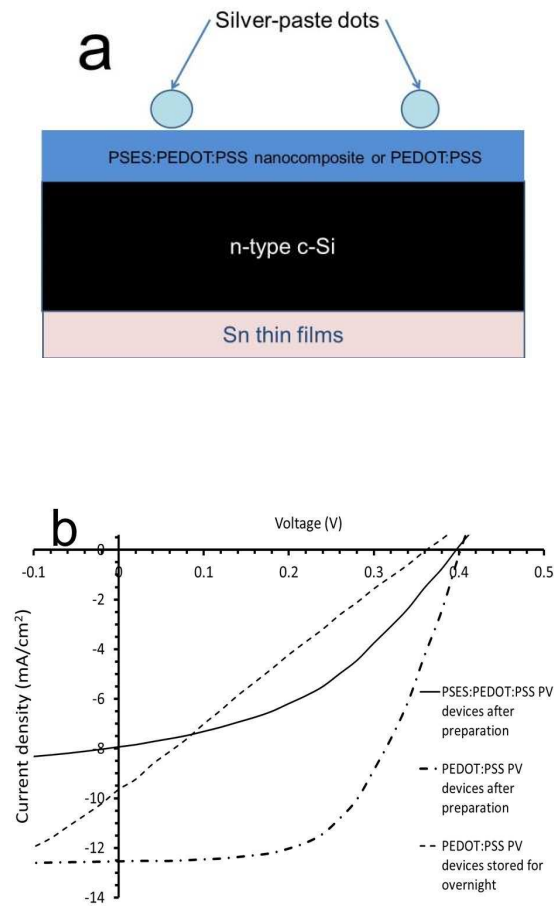 Silver-paste dots
a
PSES:PEDOT:PSS nanocomposite or PEDOT:PSS
n-type c-Si
Sn thin films
b
Voltage (V)
-0.1 0 0.1 0.2 0.3 0.4 0.5
0
-2
-4
-6
-8
-10
-12
-14
Current density (mA/cm²)
PSES:PEDOT:PSS PV
devices after
preparation
PEDOT:PSS PV
devices after
preparation
PEDOT:PSS PV
devices stored for
overnight